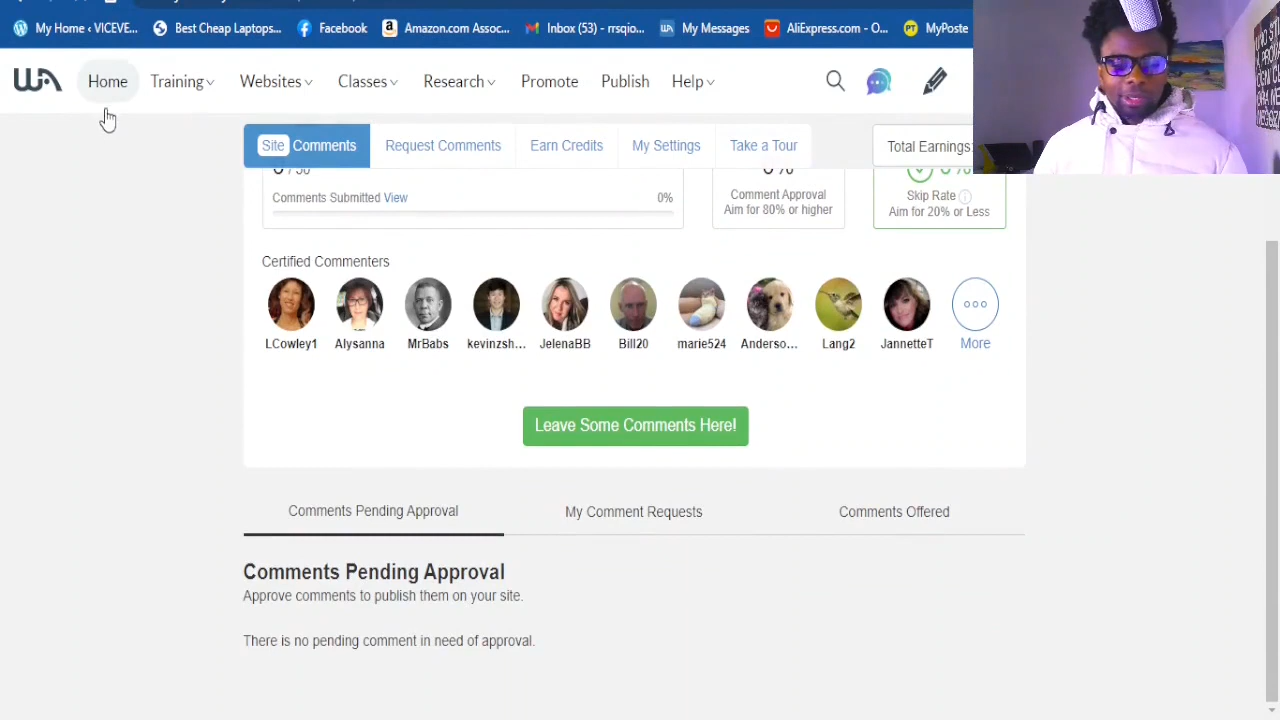 My Home ‹ VICEVE... Best Cheap Laptops... Facebook Amazon.com Assoc... Inbox (53) - rrsqio... My Messages AliExpress.com - O... MyPoste
WA Home Training Websites Classes Research Promote Publish Help
Site Comments Request Comments Earn Credits My Settings Take a Tour Total Earnings:
Comments Submitted View 0%
Comment Approval
Aim for 80% or higher
Skip Rate
Aim for 20% or Less
Certified Commenters
LCowley1 Alysanna MrBabs kevinzsh... JelenaBB Bill20 marie524 Anderso... Lang2 JannetteT More
Leave Some Comments Here!
Comments Pending Approval My Comment Requests Comments Offered
Comments Pending Approval
Approve comments to publish them on your site.
There is no pending comment in need of approval.